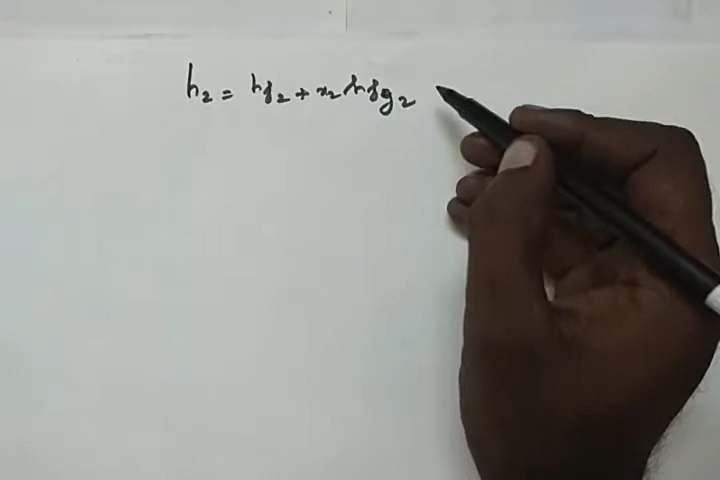 h₂ = hf₂ + x₂ hfg₂